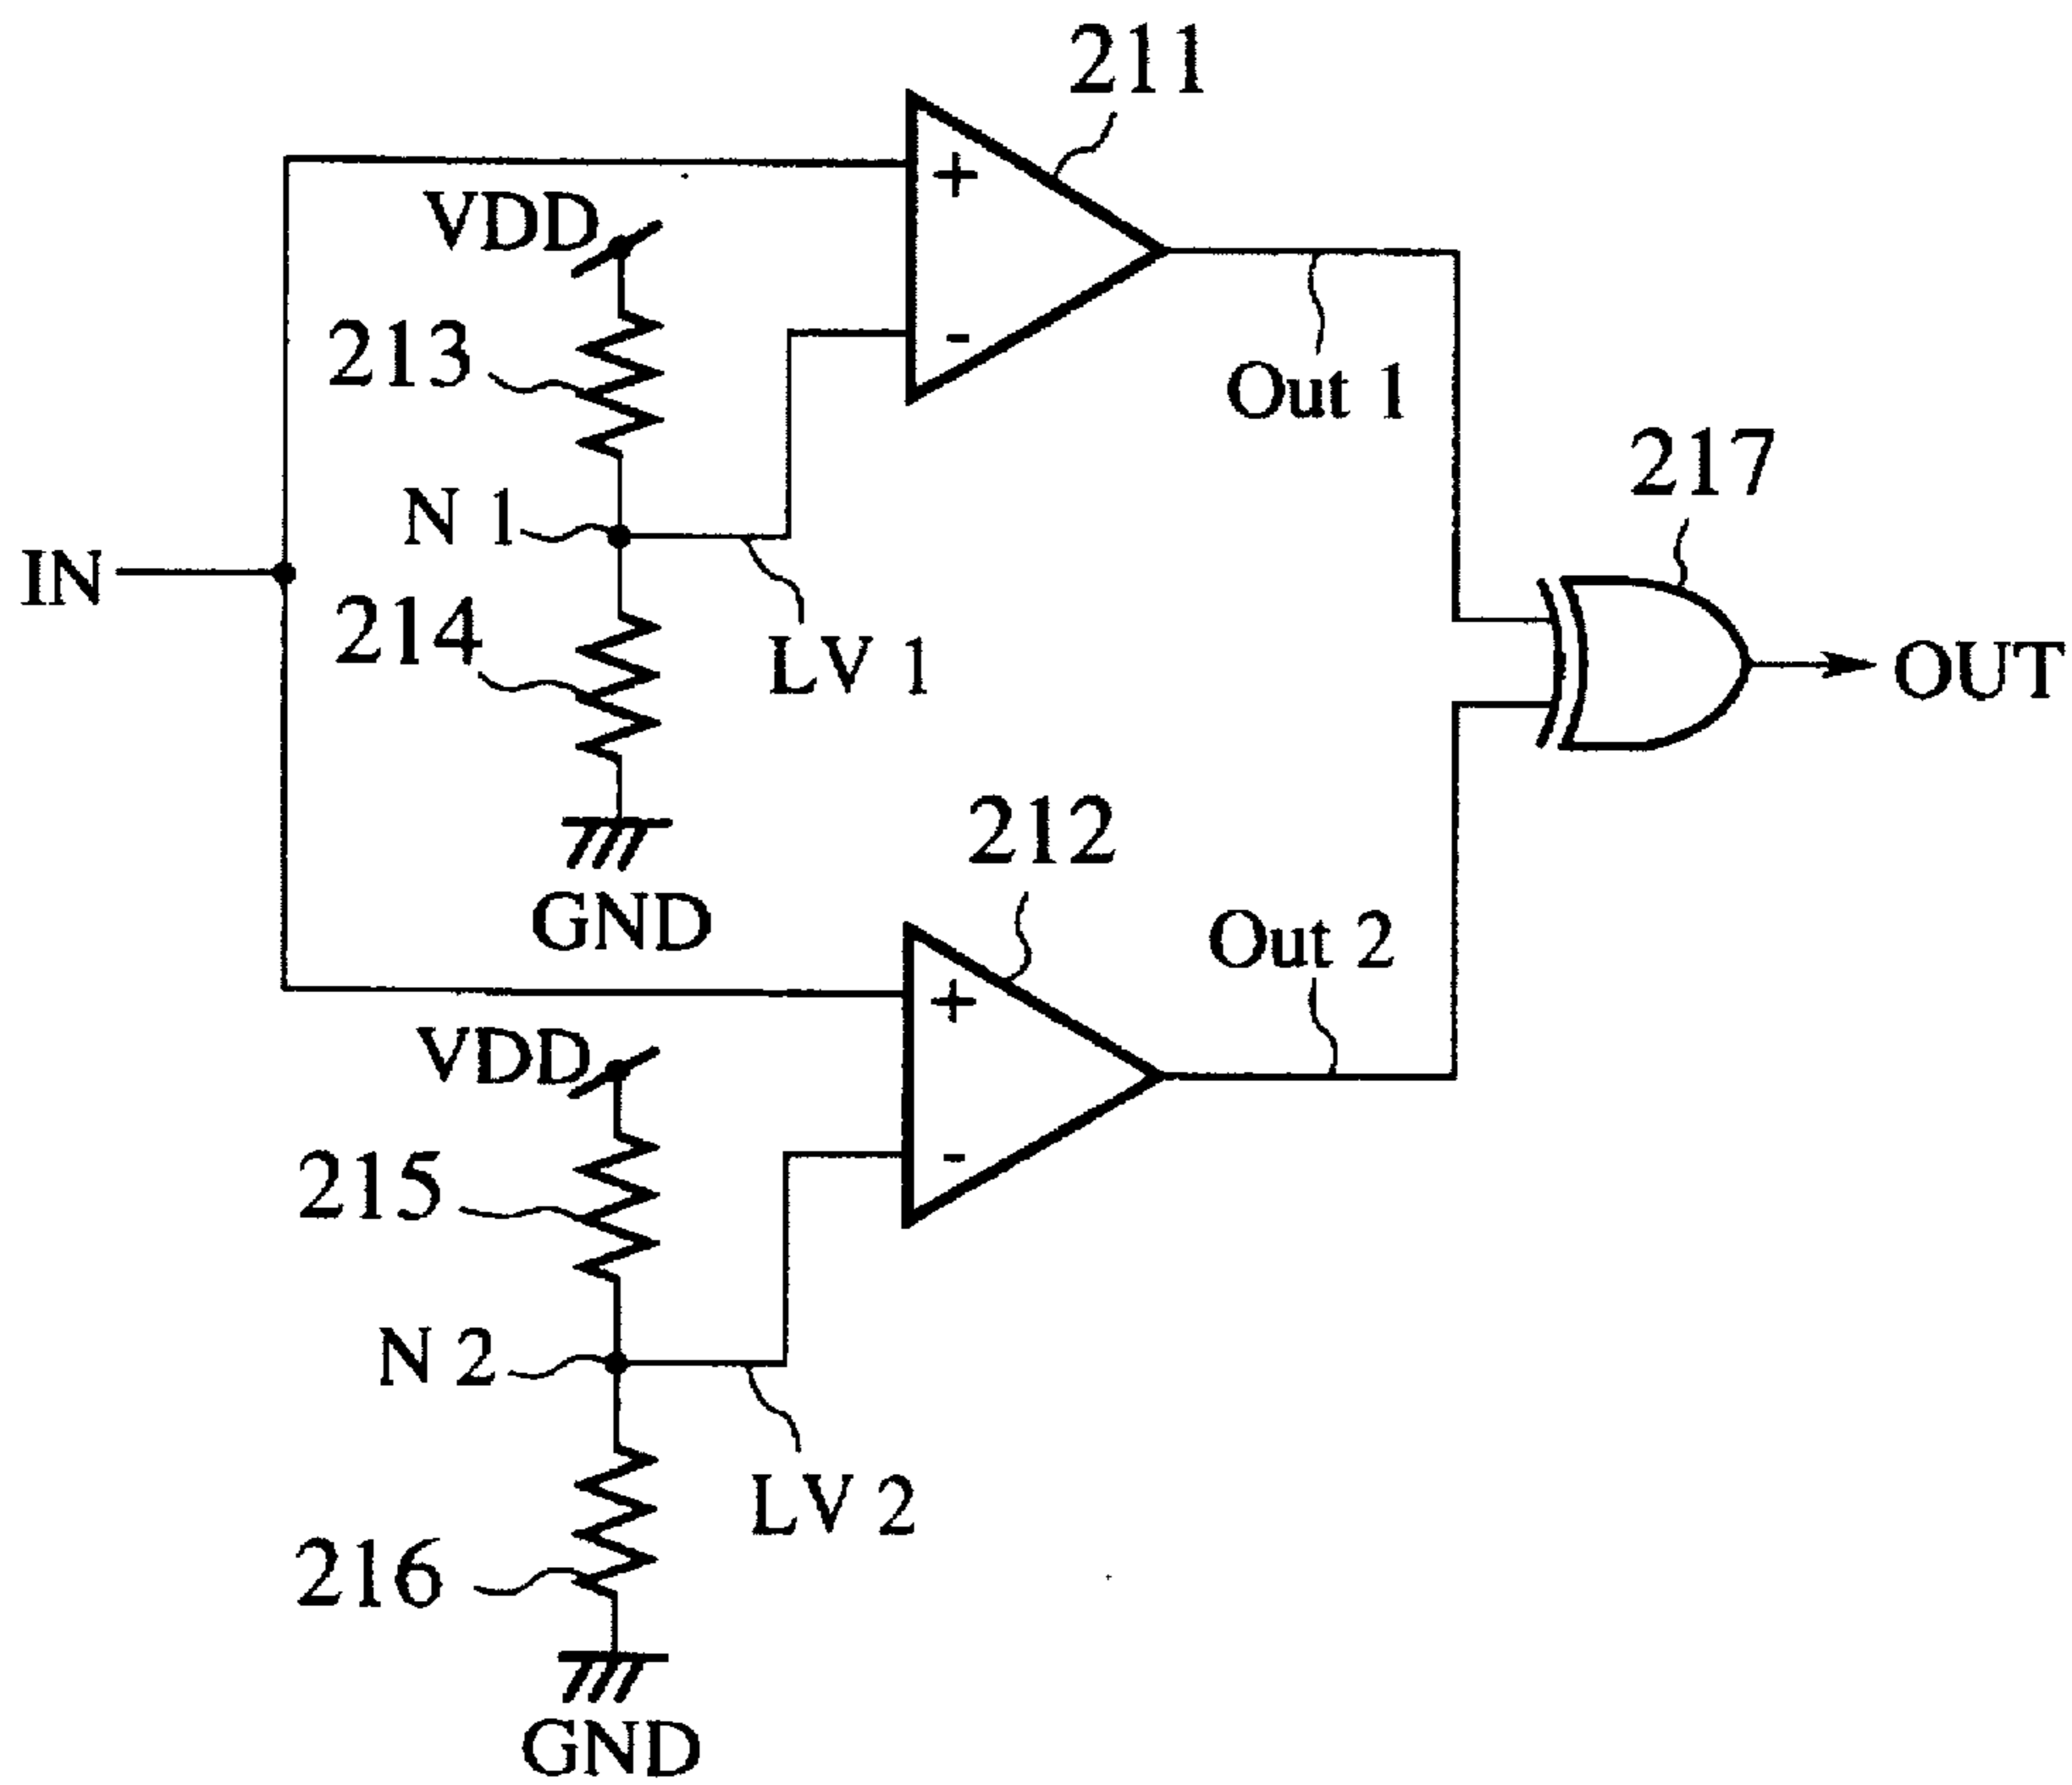 211
+
VDD
213
-
Out 1
217
N 1
IN
214
LV 1
OUT
212
GND
Out 2
+
VDD
215
-
N 2
LV 2
216
GND